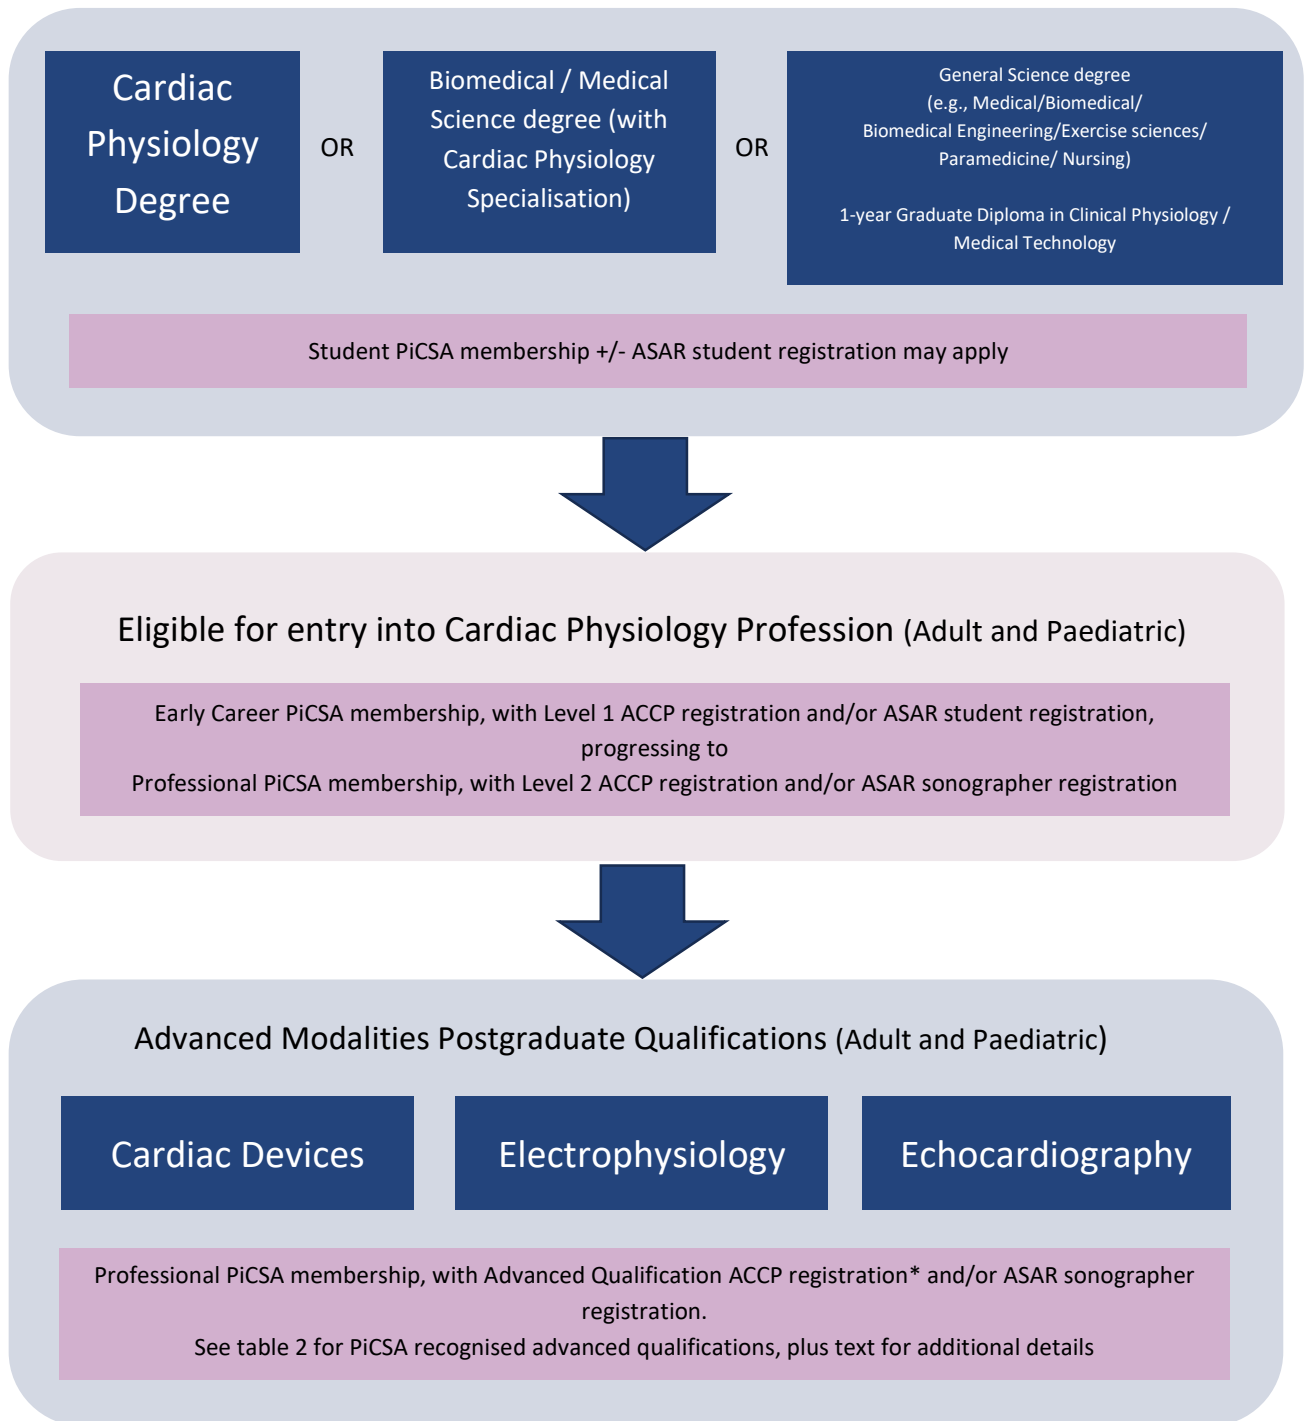 Cardiac
Physiology
Degree
OR
Biomedical / Medical
Science degree (with
Cardiac Physiology
Specialisation)
OR
General Science degree
(e.g., Medical/Biomedical/
Biomedical Engineering/Exercise sciences/
Paramedicine/ Nursing)
1-year Graduate Diploma in Clinical Physiology /
Medical Technology
Student PiCSA membership +/- ASAR student registration may apply
Eligible for entry into Cardiac Physiology Profession (Adult and Paediatric)
Early Career PiCSA membership, with Level 1 ACCP registration and/or ASAR student registration,
progressing to
Professional PiCSA membership, with Level 2 ACCP registration and/or ASAR sonographer registration
Advanced Modalities Postgraduate Qualifications (Adult and Paediatric)
Cardiac Devices
Electrophysiology
Echocardiography
Professional PiCSA membership, with Advanced Qualification ACCP registration* and/or ASAR sonographer
registration.
See table 2 for PiCSA recognised advanced qualifications, plus text for additional details